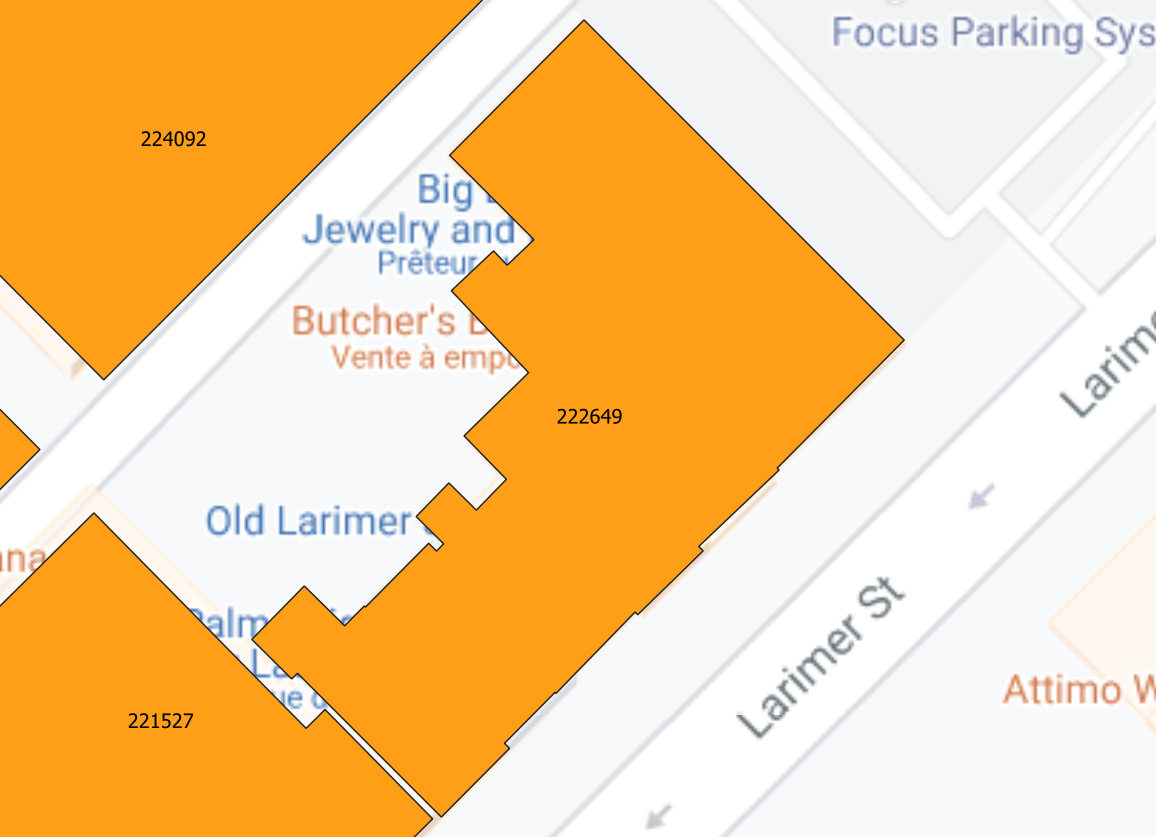 Focus Parking Sys
224092
Big
Jewelry and
Prêteur
Butcher's
Vente à empo
Larime
222649
Old Larimer
Larimer St
221527
Attimo W